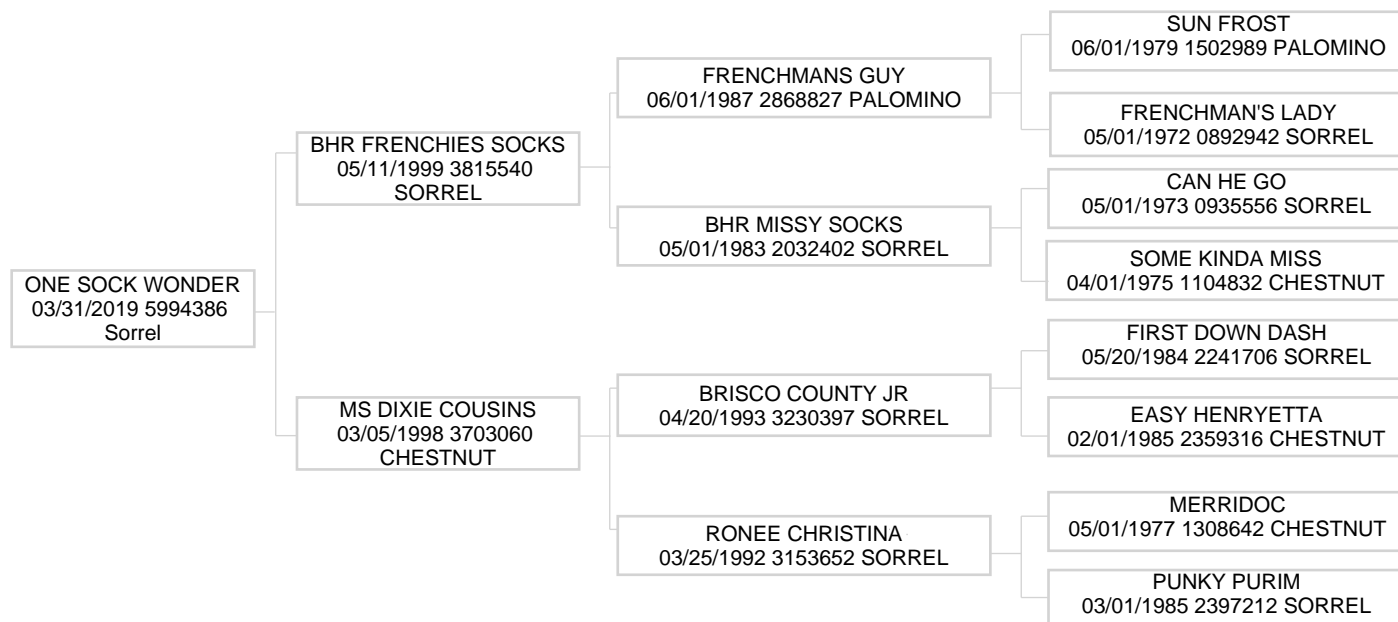 ONE SOCK WONDER
03/31/2019 5994386
Sorrel
BHR FRENCHIES SOCKS
05/11/1999 3815540
SORREL
MS DIXIE COUSINS
03/05/1998 3703060
CHESTNUT
FRENCHMANS GUY
06/01/1987 2868827 PALOMINO
BHR MISSY SOCKS
05/01/1983 2032402 SORREL
BRISCO COUNTY JR
04/20/1993 3230397 SORREL
RONEE CHRISTINA
03/25/1992 3153652 SORREL
SUN FROST
06/01/1979 1502989 PALOMINO
FRENCHMAN'S LADY
05/01/1972 0892942 SORREL
CAN HE GO
05/01/1973 0935556 SORREL
SOME KINDA MISS
04/01/1975 1104832 CHESTNUT
FIRST DOWN DASH
05/20/1984 2241706 SORREL
EASY HENRYETTA
02/01/1985 2359316 CHESTNUT
MERRIDOC
05/01/1977 1308642 CHESTNUT
PUNKY PURIM
03/01/1985 2397212 SORREL